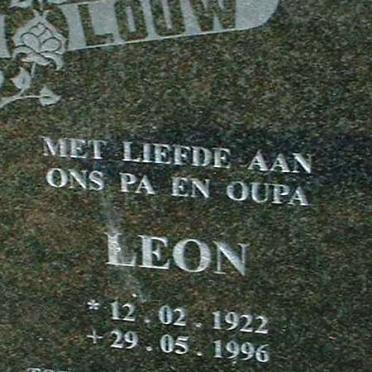 LOUW
MET LIEFDE AAN
ONS PA EN OUPA
LEON
* 12 . 02 . 1922
+ 29 . 05 . 1996